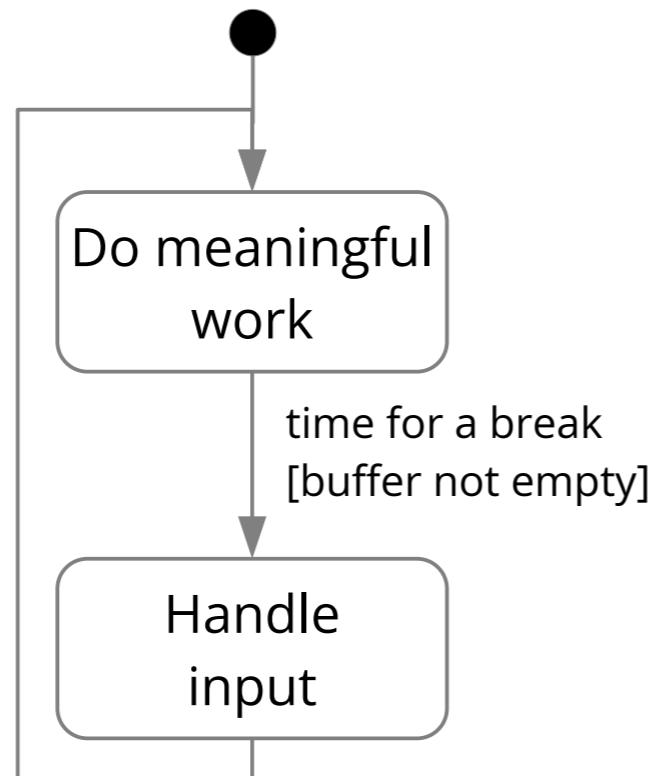 Do meaningful
work
time for a break
[buffer not empty]
Handle
input